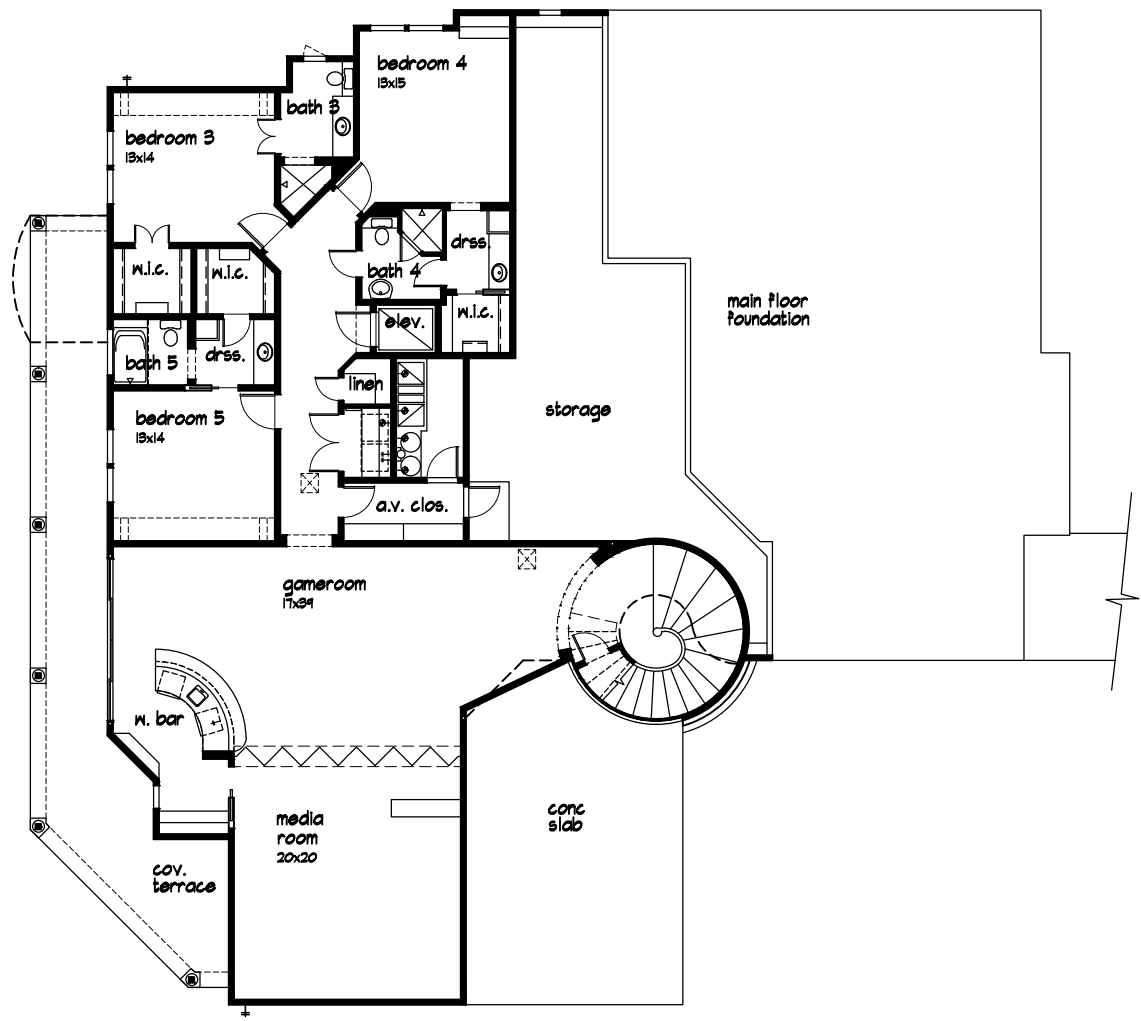 bedroom 4
13x15
bath 3
bedroom 3
13x14
drss.
w.i.c.
w.i.c.
bath 4
w.i.c.
elev.
main floor
foundation
bath 5
drss.
linen
bedroom 5
13x14
storage
a.v. clos.
gameroom
17x39
w. bar
media
room
20x20
conc
slab
cov.
terrace